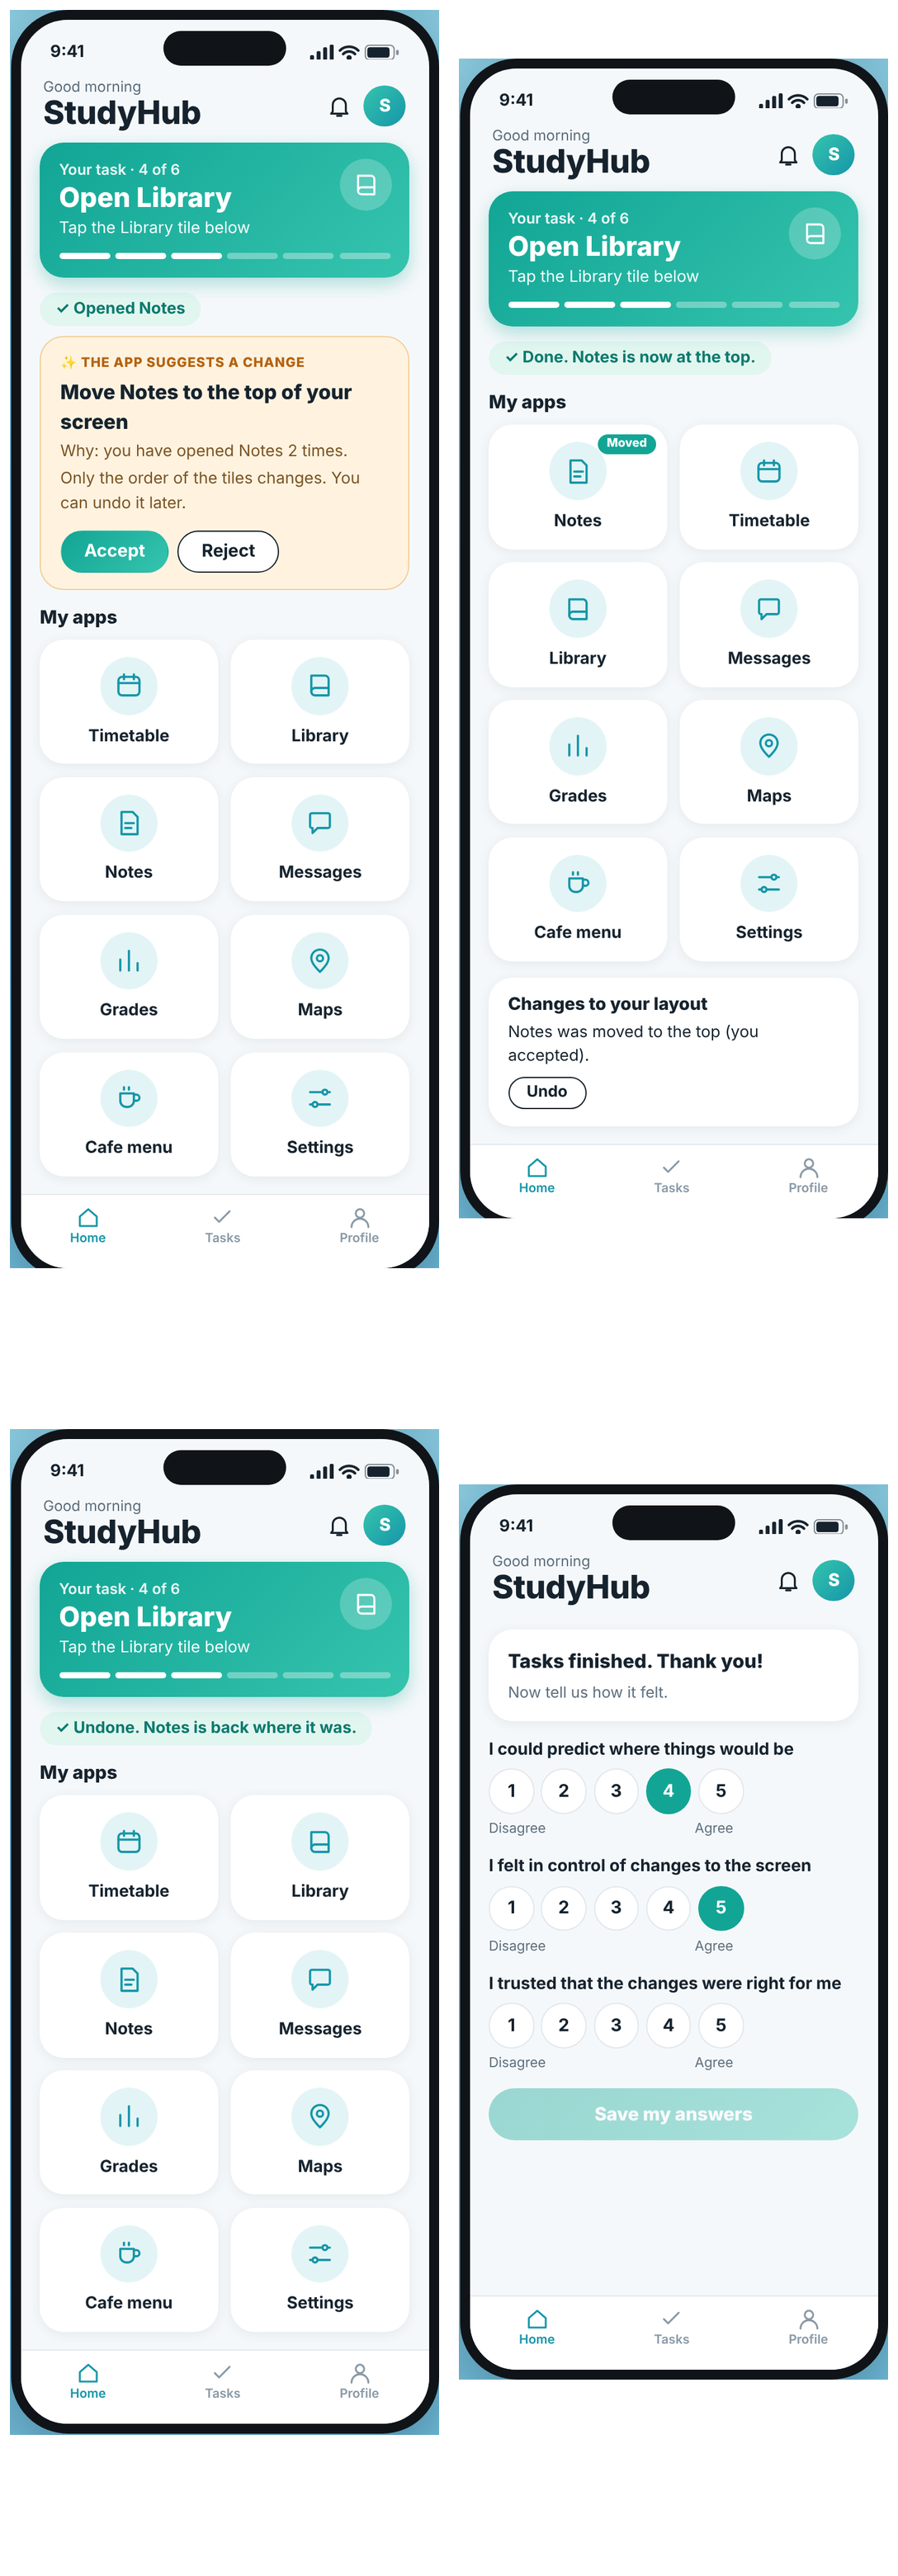 9:41
Good morning
StudyHub
S
Your task · 4 of 6
Open Library
Tap the Library tile below
✓ Opened Notes
✨ THE APP SUGGESTS A CHANGE
Move Notes to the top of your
screen
Why: you have opened Notes 2 times.
Only the order of the tiles changes. You
can undo it later.
Accept
Reject
My apps
Timetable
Library
Notes
Messages
Grades
Maps
Cafe menu
Settings
Home
Tasks
Profile
9:41
Good morning
StudyHub
S
Your task · 4 of 6
Open Library
Tap the Library tile below
✓ Done. Notes is now at the top.
My apps
Moved
Notes
Timetable
Library
Messages
Grades
Maps
Cafe menu
Settings
Changes to your layout
Notes was moved to the top (you
accepted).
Undo
Home
Tasks
Profile
9:41
Good morning
StudyHub
S
Your task · 4 of 6
Open Library
Tap the Library tile below
✓ Undone. Notes is back where it was.
My apps
Timetable
Library
Notes
Messages
Grades
Maps
Cafe menu
Settings
Home
Tasks
Profile
9:41
Good morning
StudyHub
S
Tasks finished. Thank you!
Now tell us how it felt.
I could predict where things would be
1 2 3 4 5
Disagree Agree
I felt in control of changes to the screen
1 2 3 4 5
Disagree Agree
I trusted that the changes were right for me
1 2 3 4 5
Disagree Agree
Save my answers
Home
Tasks
Profile